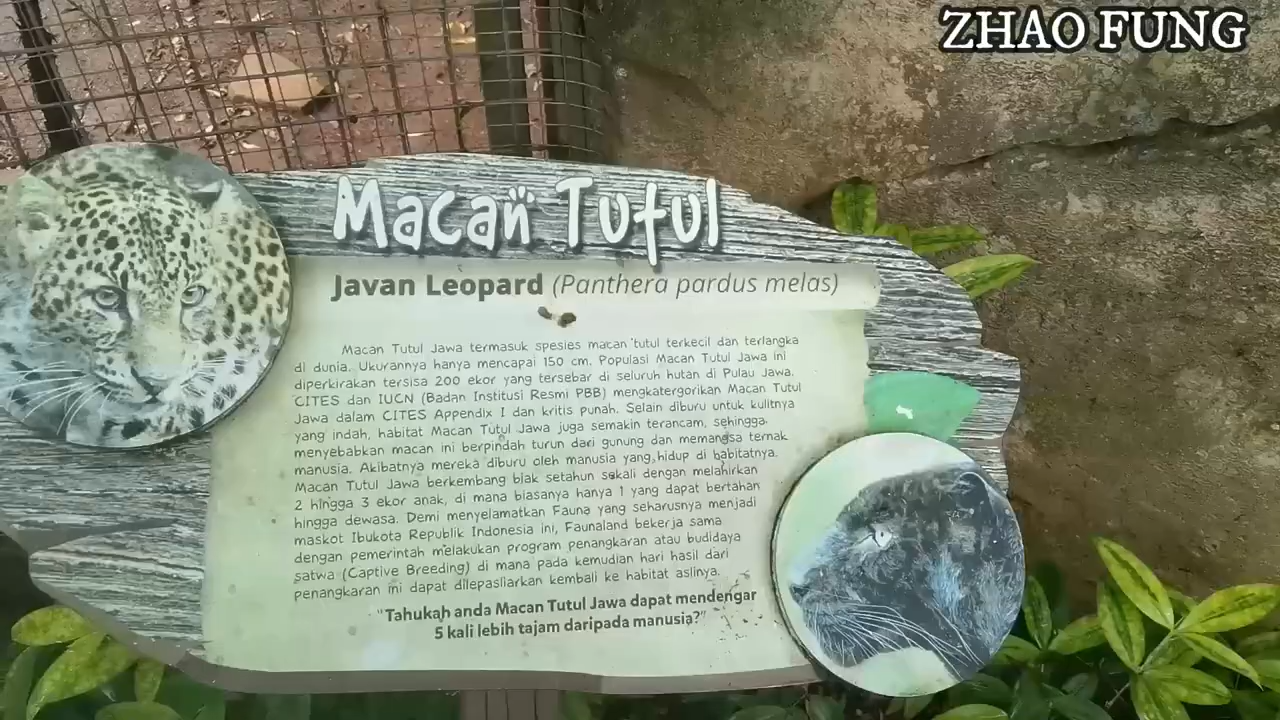 ZHAO FUNG
Macan Tutul
Javan Leopard (Panthera pardus melas)
Macan Tutul Jawa termasuk spesies macan tutul terkecil dan terlangka
di dunia. Ukurannya hanya mencapai 150 cm. Populasi Macan Tutul Jawa ini
diperkirakan tersisa 200 ekor yang tersebar di seluruh hutan di Pulau Jawa.
CITES dan IUCN (Badan Institusi Resmi PBB) mengkatergorikan Macan Tutul
Jawa dalam CITES Appendix I dan kritis punah. Selain diburu untuk kulitnya
yang indah, habitat Macan Tutul Jawa juga semakin terancam, sehingga
menyebabkan macan ini berpindah turun dari gunung dan memangsa ternak
manusia. Akibatnya mereka diburu oleh manusia yang hidup di habitatnya.
Macan Tutul Jawa berkembang biak setahun sekali dengan melahirkan
2 hingga 3 ekor anak, di mana biasanya hanya 1 yang dapat bertahan
hingga dewasa. Demi menyelamatkan Fauna yang seharusnya menjadi
maskot Ibukota Republik Indonesia ini, Faunaland bekerja sama
dengan pemerintah melakukan program penangkaran atau budidaya
satwa (Captive Breeding) di mana pada kemudian hari hasil dari
penangkaran ini dapat dilepasliarkan kembali ke habitat aslinya.
"Tahukah anda Macan Tutul Jawa dapat mendengar
5 kali lebih tajam daripada manusia?"